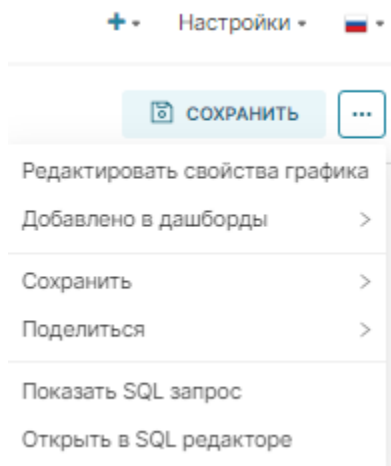 Настройки
СОХРАНИТЬ
Редактировать свойства графика
Добавлено в дашборды
Сохранить
Поделиться
Показать SQL запрос
Открыть в SQL редакторе